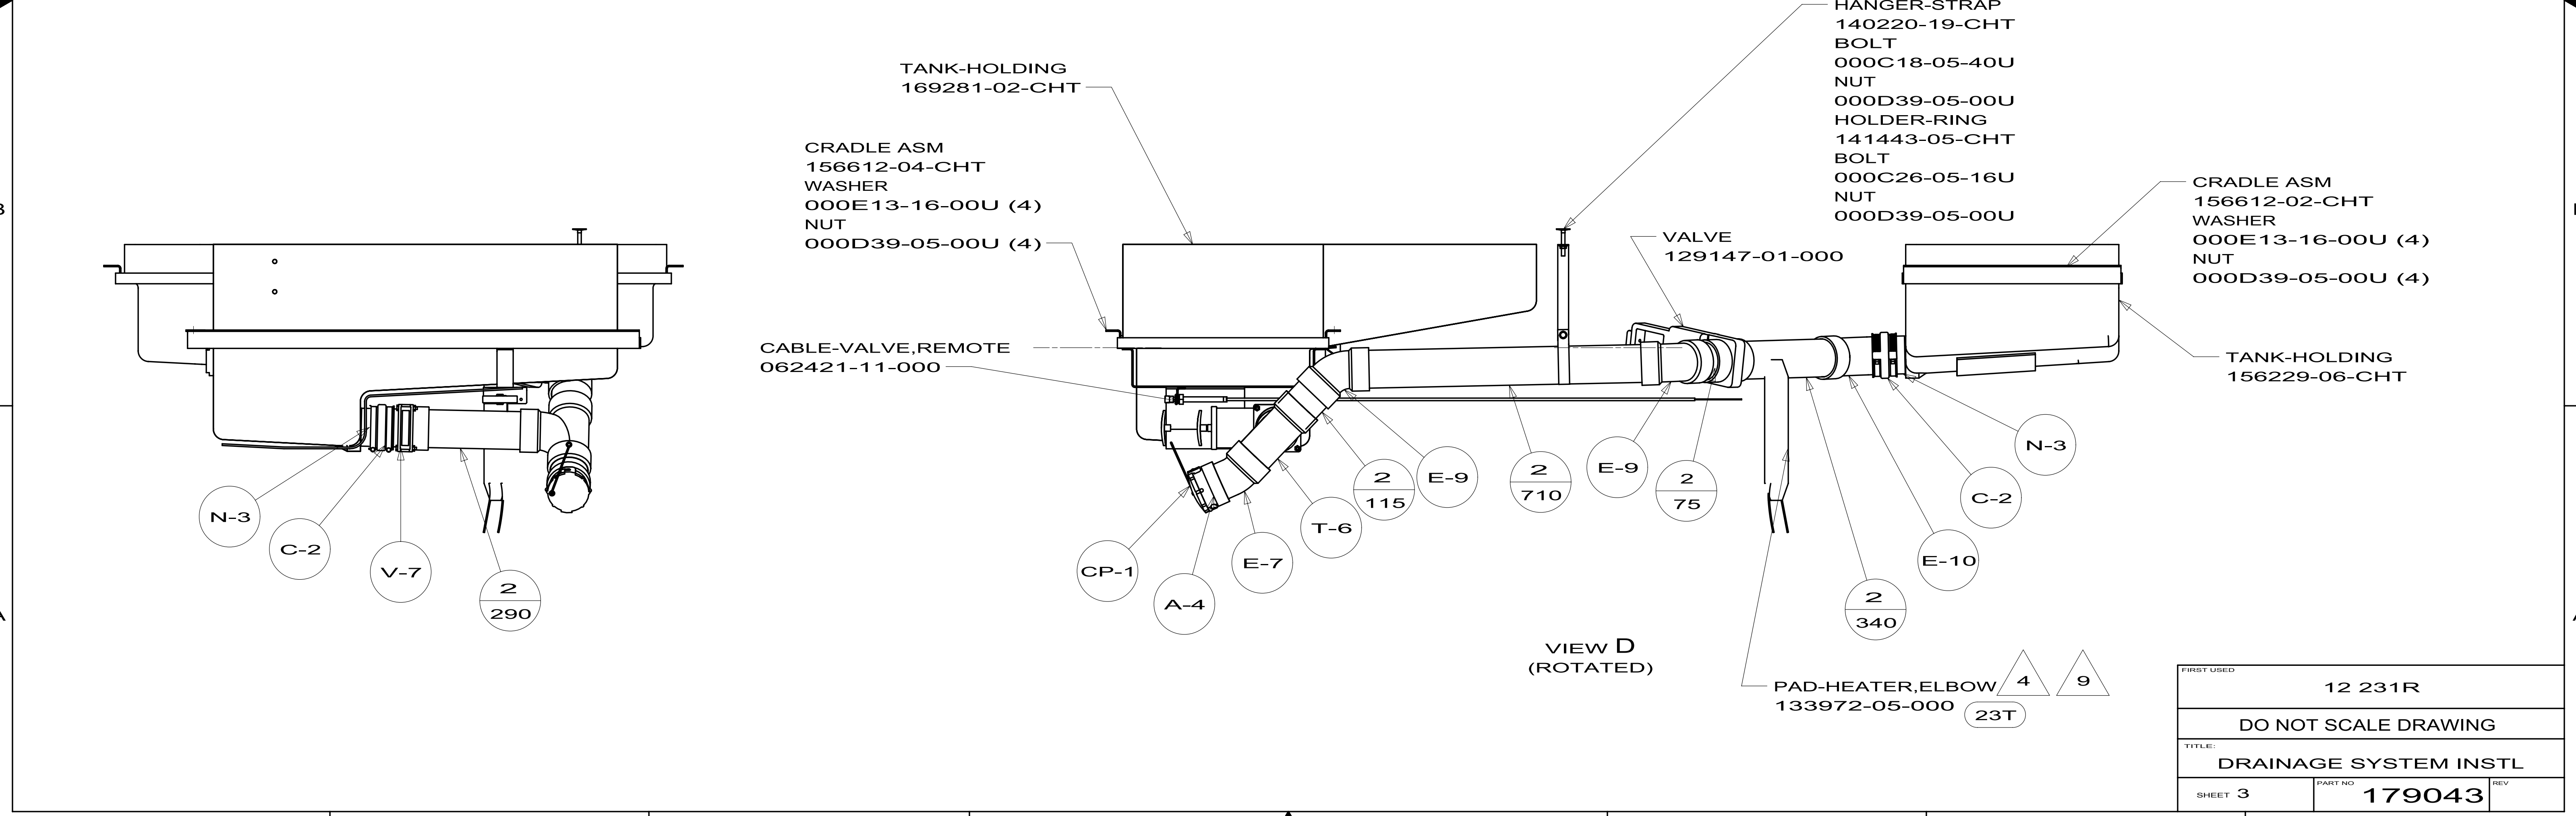 HANGER-STRAP
140220-19-CHT
BOLT
000C18-05-40U
NUT
000D39-05-00U
HOLDER-RING
141443-05-CHT
BOLT
000C26-05-16U
NUT
000D39-05-00U
TANK-HOLDING
169281-02-CHT
CRADLE ASM
156612-04-CHT
WASHER
000E13-16-00U (4)
NUT
000D39-05-00U (4)
CABLE-VALVE,REMOTE
062421-11-000
VALVE
129147-01-000
CRADLE ASM
156612-02-CHT
WASHER
000E13-16-00U (4)
NUT
000D39-05-00U (4)
TANK-HOLDING
156229-06-CHT
N-3
C-2
V-7
2
290
CP-1
A-4
E-7
T-6
2
115
E-9
2
710
E-9
2
75
2
340
E-10
C-2
N-3
VIEW D
(ROTATED)
PAD-HEATER,ELBOW
133972-05-000
4
9
23T
FIRST USED
12 231R
DO NOT SCALE DRAWING
TITLE:
DRAINAGE SYSTEM INSTL
SHEET 3
PART NO
179043
REV